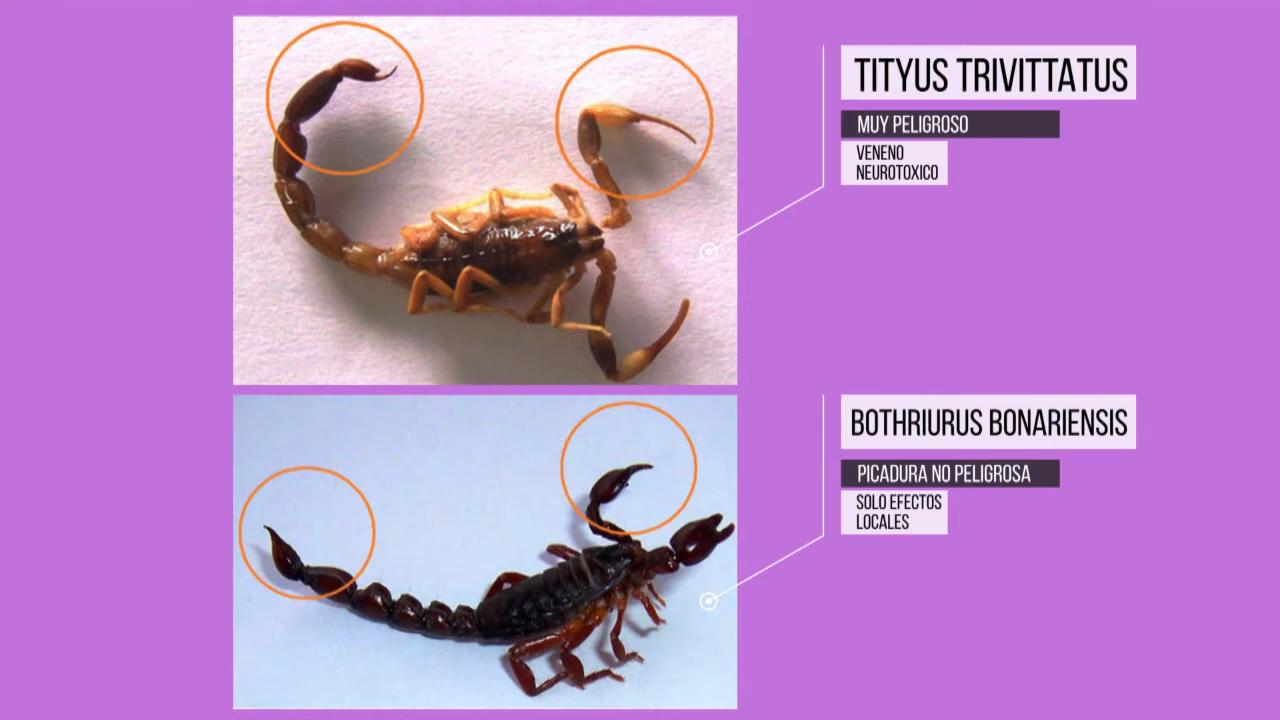 TITYUS TRIVITTATUS
MUY PELIGROSO
VENENO
NEUROTOXICO
BOTHRIURUS BONARIENSIS
PICADURA NO PELIGROSA
SOLO EFECTOS
LOCALES